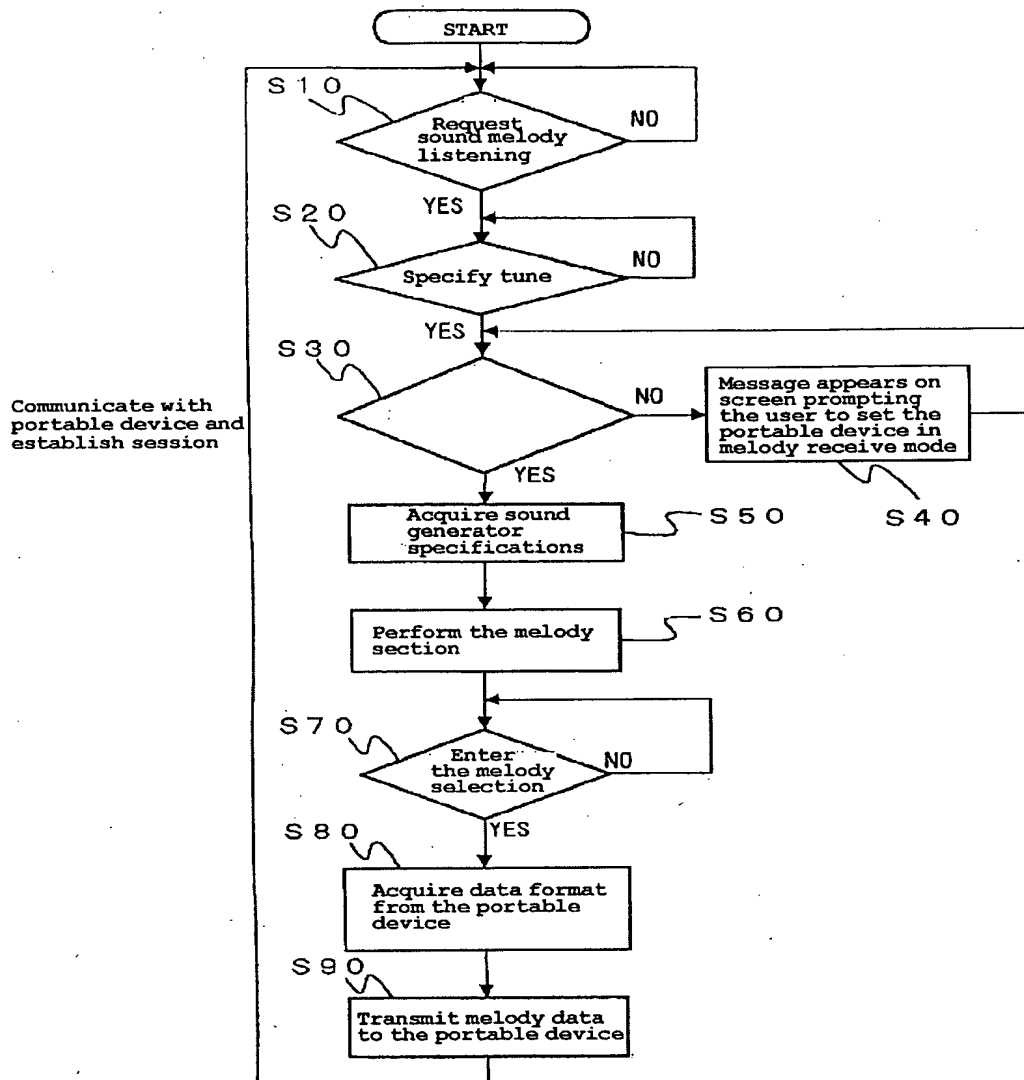 START
S10
Request
sound melody
listening
NO
YES
S20
Specify tune
NO
YES
S30
NO
Message appears on
screen prompting
the user to set the
portable device in
melody receive mode
S40
Communicate with
portable device and
establish session
YES
Acquire sound
generator
specifications
S50
Perform the melody
section
S60
S70
Enter
the melody
selection
NO
YES
S80
Acquire data format
from the portable
device
S90
Transmit melody data
to the portable device